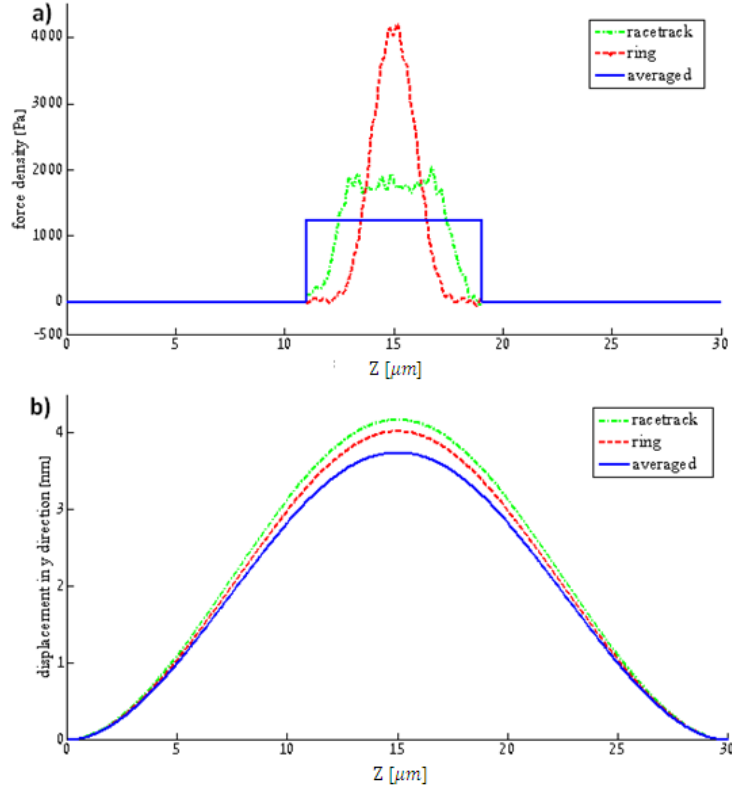 a)
force density [Pa]
4000
3000
2000
1000
0
-500
racetrack
ring
averaged
0 5 10 15 20 25 30
Z [μm]
b)
displacement in y direction [nm]
4
3
2
1
0
racetrack
ring
averaged
0 5 10 15 20 25 30
Z [μm]